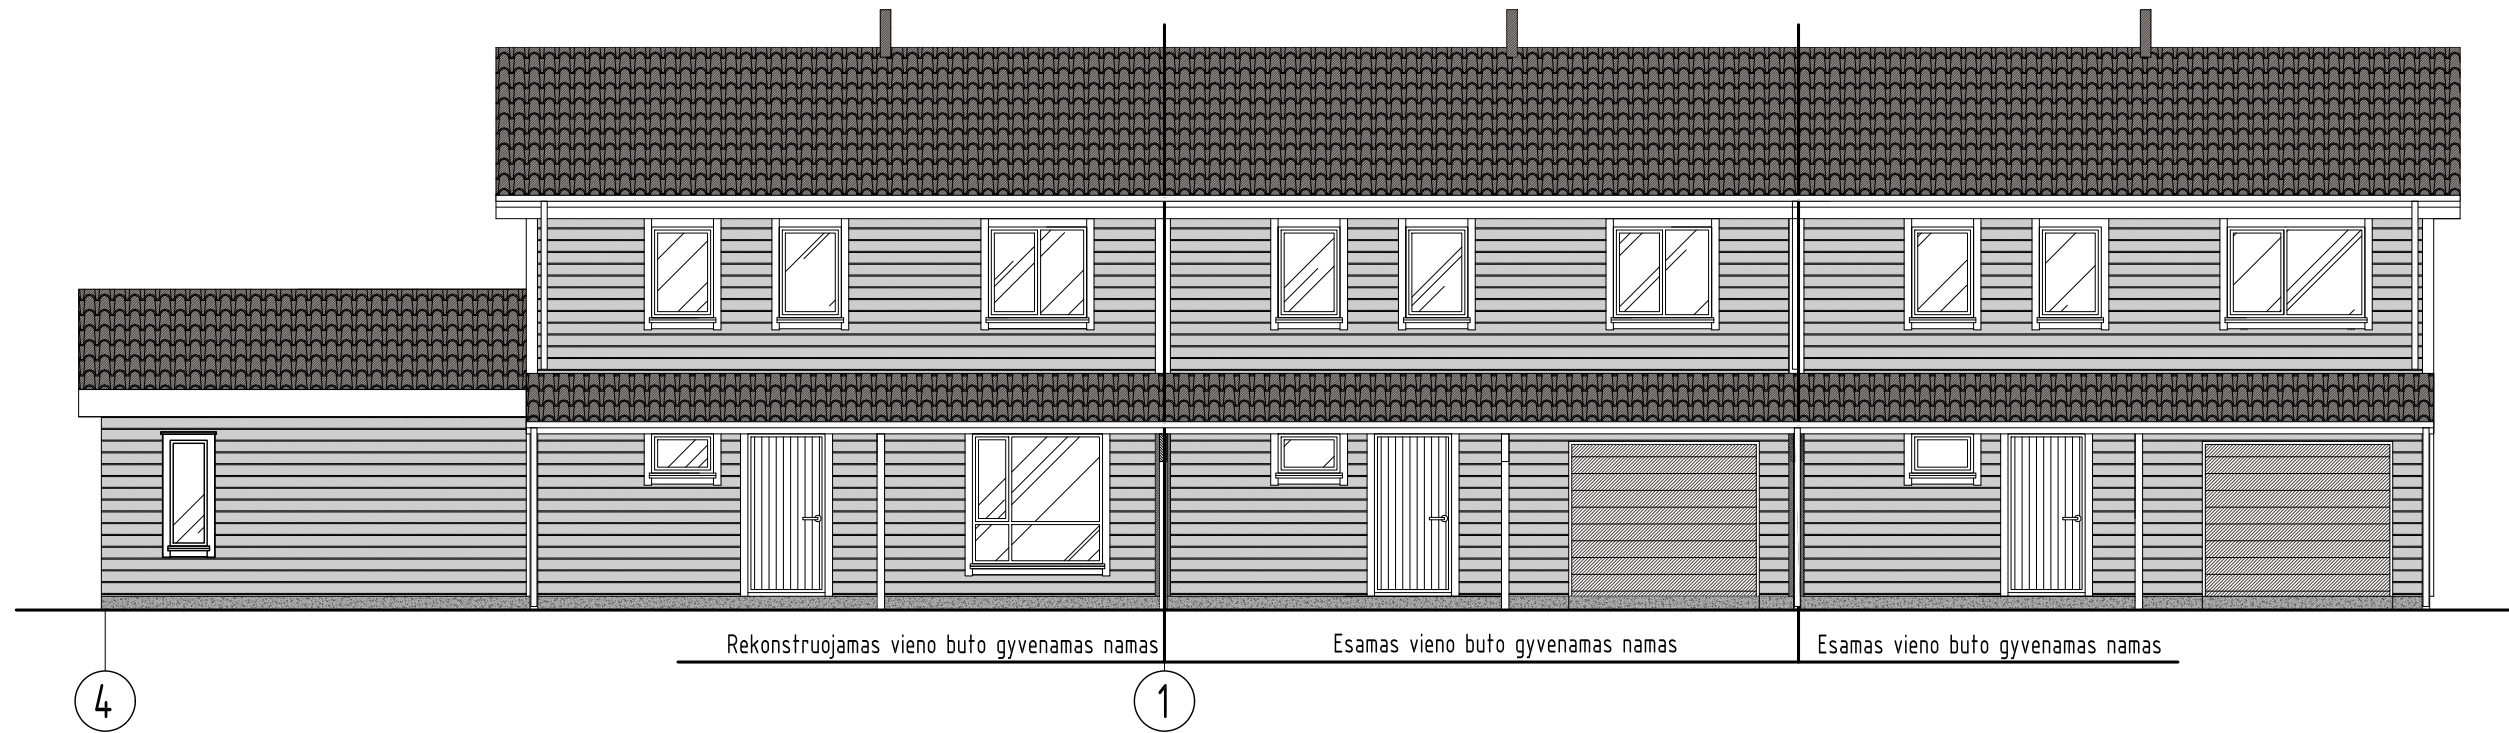 Rekonstruojamas vieno buto gyvenamas namas
Esamas vieno buto gyvenamas namas
Esamas vieno buto gyvenamas namas
4
1